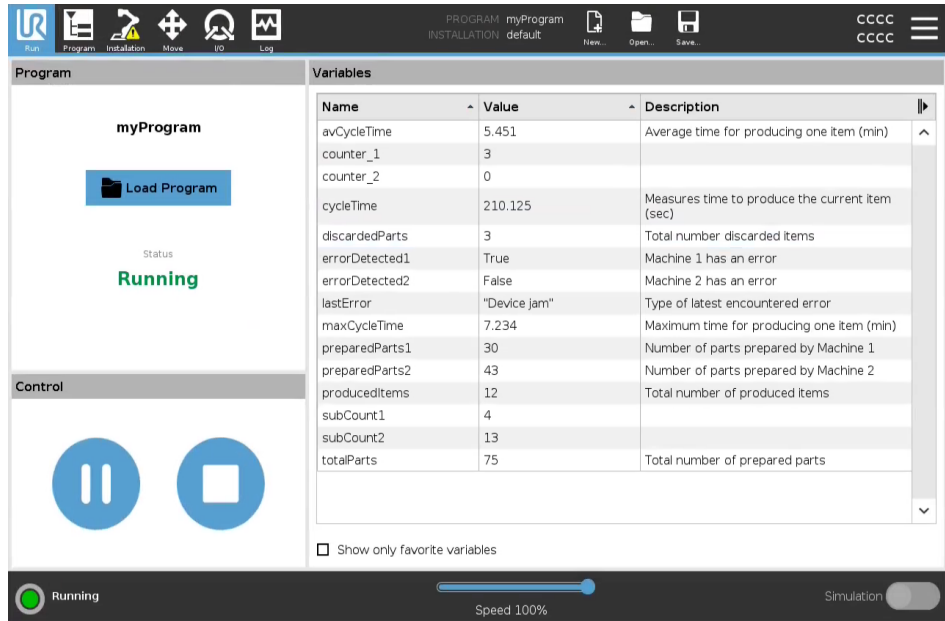 PROGRAM myProgram
INSTALLATION default
UR
Run Program Installation Move I/O Log
New... Open... Save...
CCCC
CCCC
Program
myProgram
Load Program
Status
Running
Control
Variables
Name Value Description
avCycleTime 5.451 Average time for producing one item (min)
counter_1 3
counter_2 0
cycleTime 210.125 Measures time to produce the current item
(sec)
discardedParts 3 Total number discarded items
errorDetected1 True Machine 1 has an error
errorDetected2 False Machine 2 has an error
lastError "Device jam" Type of latest encountered error
maxCycleTime 7.234 Maximum time for producing one item (min)
preparedParts1 30 Number of parts prepared by Machine 1
preparedParts2 43 Number of parts prepared by Machine 2
producedItems 12 Total number of produced items
subCount1 4
subCount2 13
totalParts 75 Total number of prepared parts
Show only favorite variables
Running
Speed 100%
Simulation